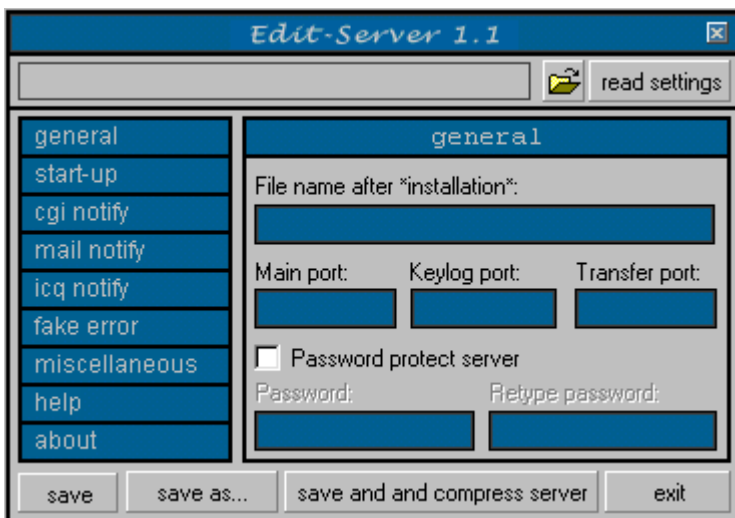 Edit-Server 1.1
read settings
general
start-up
cgi notify
mail notify
icq notify
fake error
miscellaneous
help
about
general
File name after *installation*:
Main port: Keylog port: Transfer port:
Password protect server
Password: Retype password:
save save as... save and and compress server exit